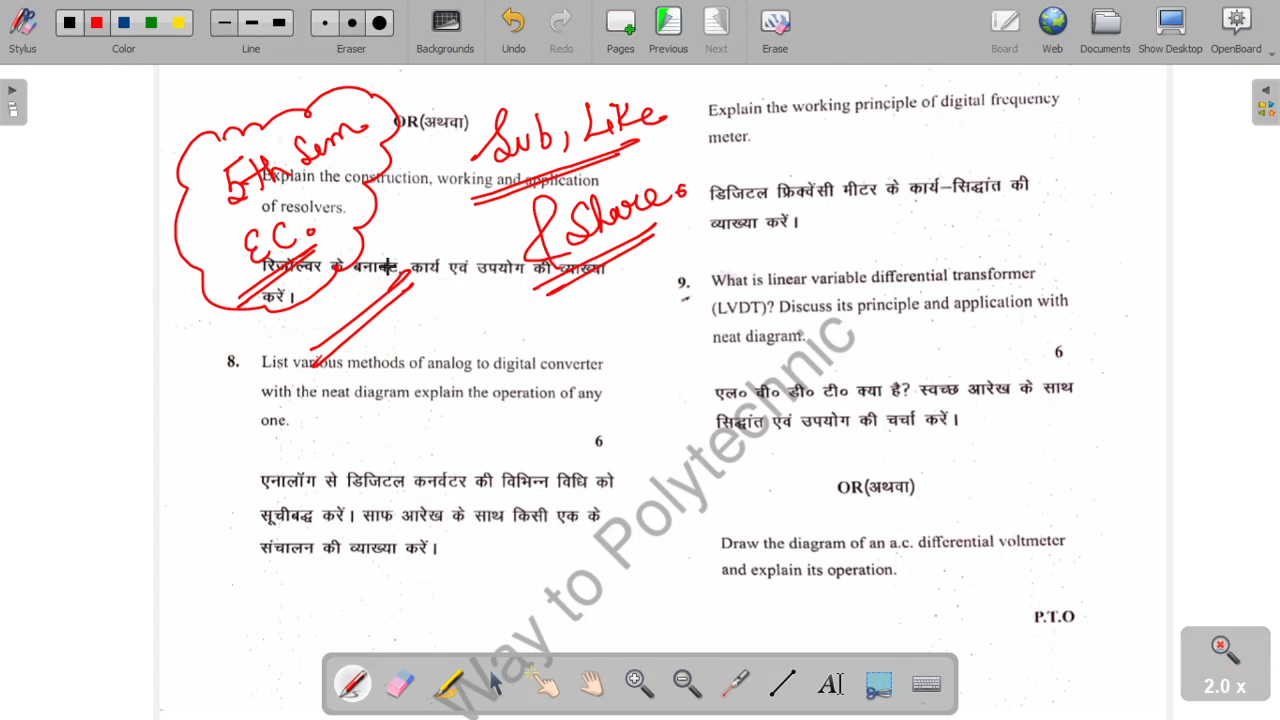 Stylus
Color
Line
Eraser
Backgrounds
Undo
Redo
Pages
Previous
Next
Erase
Board
Web
Documents
Show Desktop
OpenBoard
OR(अथवा)
Explain the construction, working and application
of resolvers.
रिजोल्वर के बनावट, कार्य एवं उपयोग की व्याख्या
करें।
5th Sem
EC.
Sub, Like
& Share.
8. List various methods of analog to digital converter
with the neat diagram explain the operation of any
one.
6
एनालॉग से डिजिटल कनर्वटर की विभिन्न विधि को
सूचीबद्ध करें। साफ आरेख के साथ किसी एक के
संचालन की व्याख्या करें।
Explain the working principle of digital frequency
meter.
डिजिटल फ्रिक्वेंसी मीटर के कार्य-सिद्धांत की
व्याख्या करें।
9. What is linear variable differential transformer
(LVDT)? Discuss its principle and application with
neat diagram.
6
एल० वी० डी० टी० क्या है? स्वच्छ आरेख के साथ
सिद्धांत एवं उपयोग की चर्चा करें।
OR(अथवा)
Draw the diagram of an a.c. differential voltmeter
and explain its operation.
P.T.O
Way to Polytechnic
2.0 x